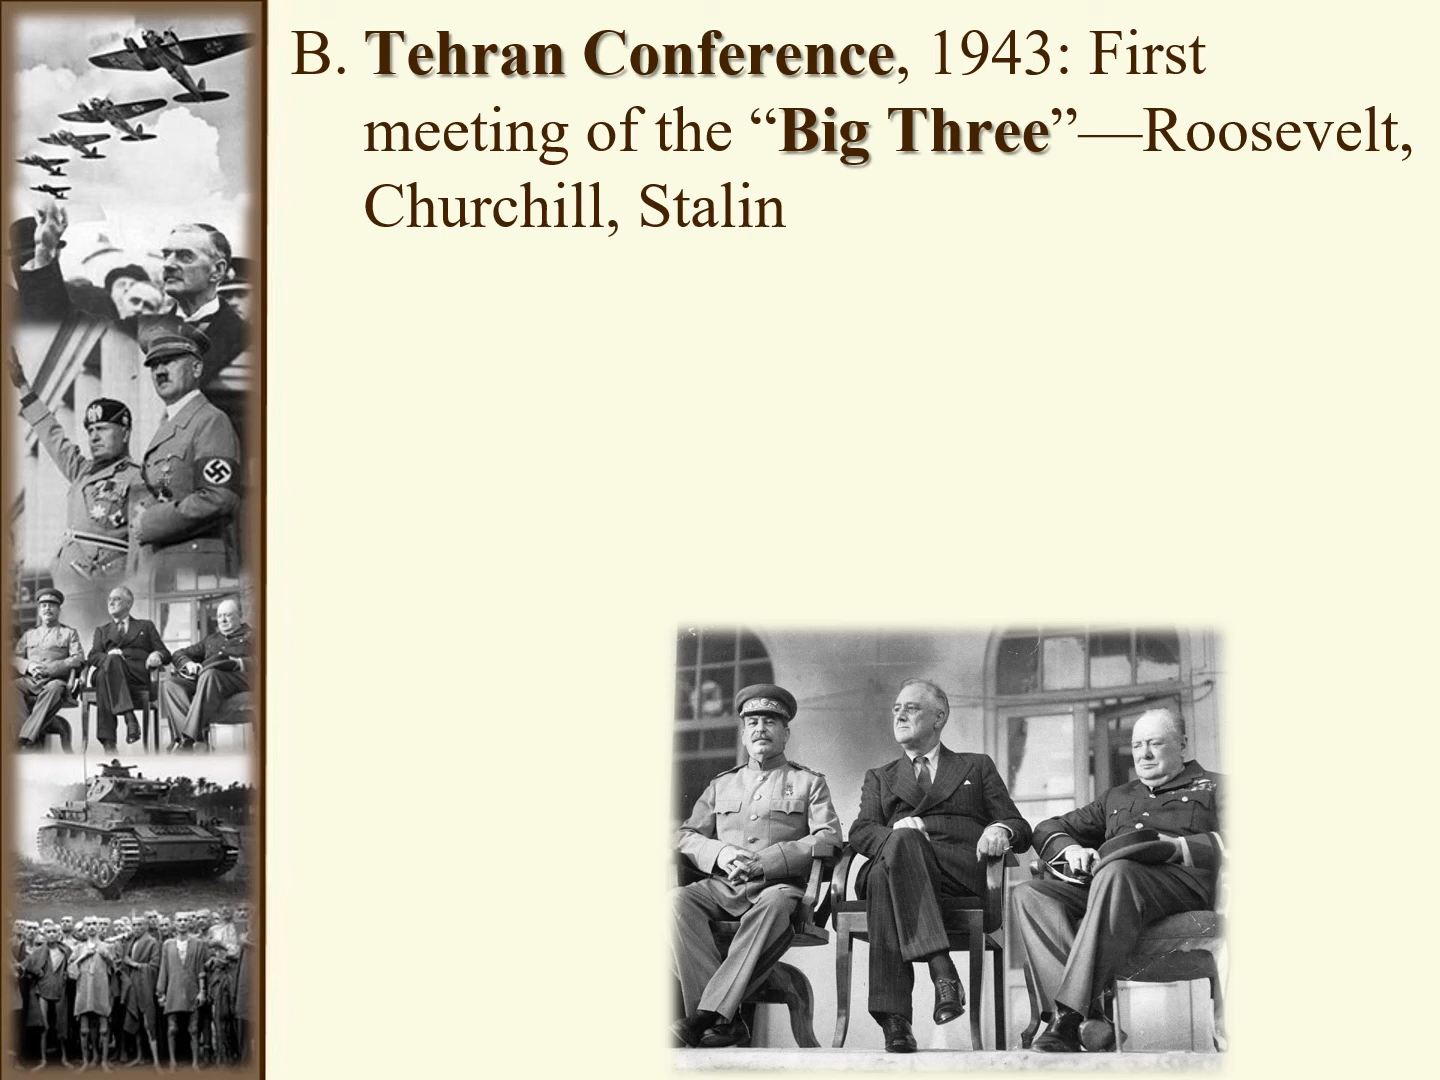 B. Tehran Conference, 1943: First
meeting of the “Big Three”—Roosevelt,
Churchill, Stalin